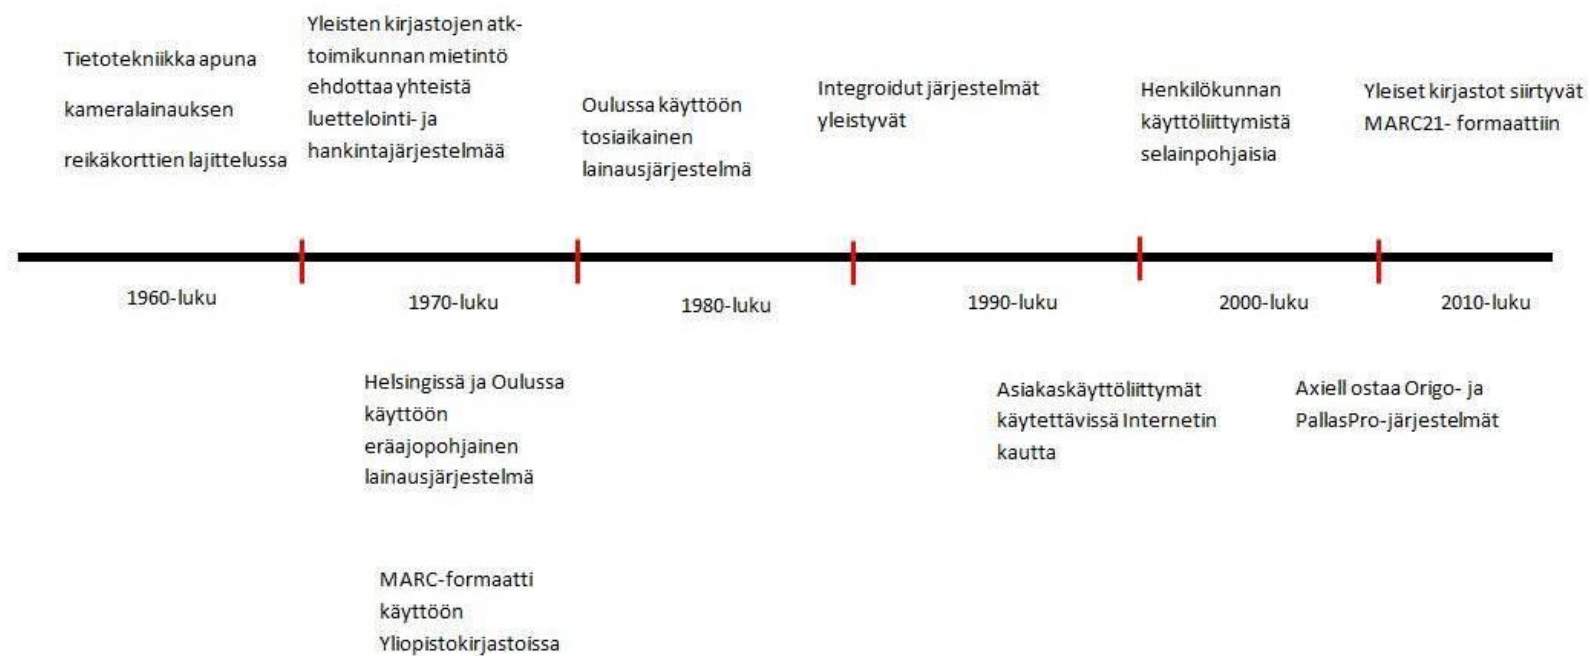 Tietotekniikka apuna
kameralainauksen
reikäkorttien lajittelussa
Yleisten kirjastojen atk-
toimikunnan mietintö
ehdottaa yhteistä
luettelointi- ja
hankintajärjestelmää
Oulussa käyttöön
tosiaikainen
lainausjärjestelmä
Integroidut järjestelmät
yleistyvät
Henkilökunnan
käyttöliittymistä
selainpohjaisia
Yleiset kirjastot siirtyvät
MARC21- formaattiin
1960-luku
1970-luku
1980-luku
1990-luku
2000-luku
2010-luku
Helsingissä ja Oulussa
käyttöön
eräajopohjainen
lainausjärjestelmä
Asiakaskäyttöliittymät
käytettävissä Internetin
kautta
Axiell ostaa Origo- ja
PallasPro-järjestelmät
MARC-formaatti
käyttöön
Yliopistokirjastoissa